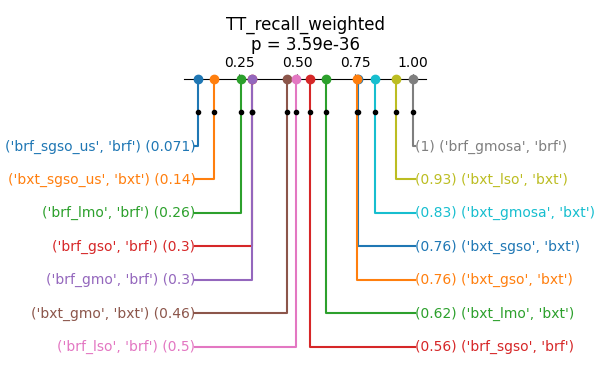 TT_recall_weighted
p = 3.59e-36
0.25 0.50 0.75 1.00
('brf_sgso_us', 'brf') (0.071) (1) ('brf_gmosa', 'brf')
('bxt_sgso_us', 'bxt') (0.14) (0.93) ('bxt_lso', 'bxt')
('brf_lmo', 'brf') (0.26) (0.83) ('bxt_gmosa', 'bxt')
('brf_gso', 'brf') (0.3) (0.76) ('bxt_sgso', 'bxt')
('brf_gmo', 'brf') (0.3) (0.76) ('bxt_gso', 'bxt')
('bxt_gmo', 'bxt') (0.46) (0.62) ('bxt_lmo', 'bxt')
('brf_lso', 'brf') (0.5) (0.56) ('brf_sgso', 'brf')